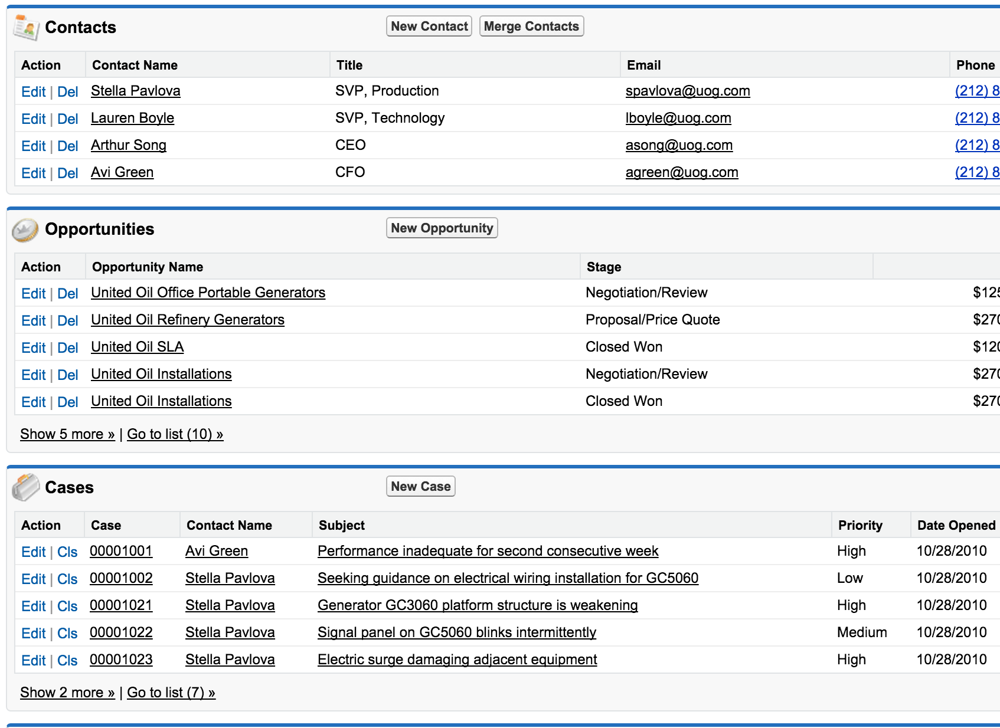 Contacts New Contact Merge Contacts
Action Contact Name Title Email Phone
Edit | Del Stella Pavlova SVP, Production spavlova@uog.com (212) 8
Edit | Del Lauren Boyle SVP, Technology lboyle@uog.com (212) 8
Edit | Del Arthur Song CEO asong@uog.com (212) 8
Edit | Del Avi Green CFO agreen@uog.com (212) 8
Opportunities New Opportunity
Action Opportunity Name Stage
Edit | Del United Oil Office Portable Generators Negotiation/Review $125
Edit | Del United Oil Refinery Generators Proposal/Price Quote $270
Edit | Del United Oil SLA Closed Won $120
Edit | Del United Oil Installations Negotiation/Review $270
Edit | Del United Oil Installations Closed Won $270
Show 5 more » | Go to list (10) »
Cases New Case
Action Case Contact Name Subject Priority Date Opened
Edit | Cls 00001001 Avi Green Performance inadequate for second consecutive week High 10/28/2010
Edit | Cls 00001002 Stella Pavlova Seeking guidance on electrical wiring installation for GC5060 Low 10/28/2010
Edit | Cls 00001021 Stella Pavlova Generator GC3060 platform structure is weakening High 10/28/2010
Edit | Cls 00001022 Stella Pavlova Signal panel on GC5060 blinks intermittently Medium 10/28/2010
Edit | Cls 00001023 Stella Pavlova Electric surge damaging adjacent equipment High 10/28/2010
Show 2 more » | Go to list (7) »